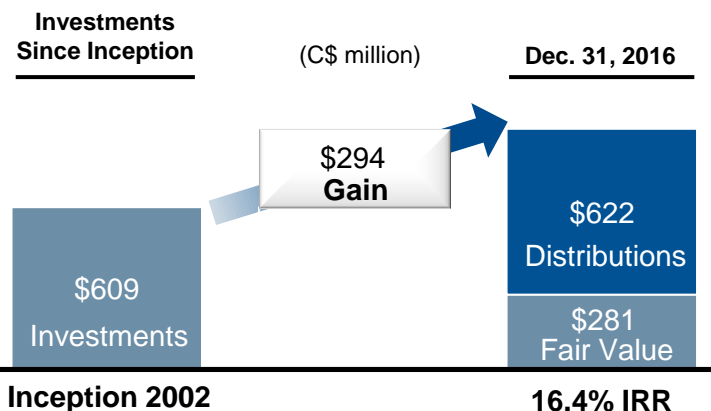 Investments
Since Inception
(C$ million)
Dec. 31, 2016
$294
Gain
$609
Investments
$622
Distributions
$281
Fair Value
Inception 2002
16.4% IRR